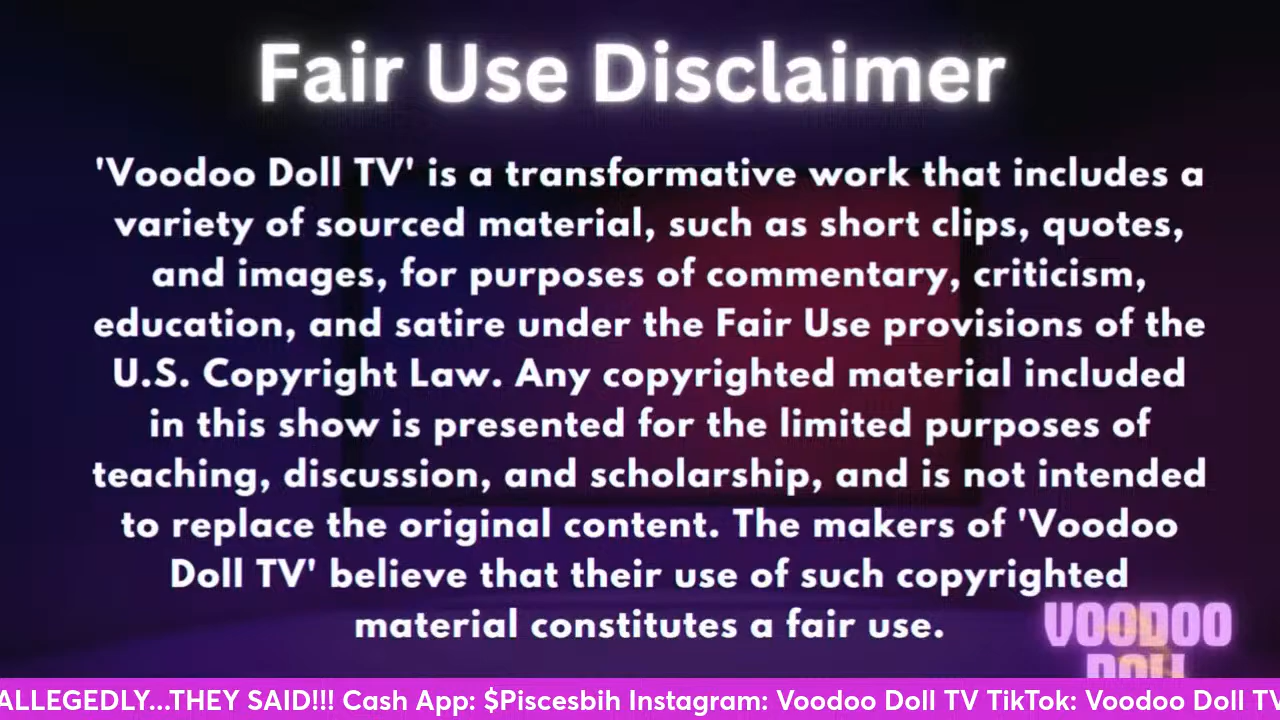 Fair Use Disclaimer
'Voodoo Doll TV' is a transformative work that includes a
variety of sourced material, such as short clips, quotes,
and images, for purposes of commentary, criticism,
education, and satire under the Fair Use provisions of the
U.S. Copyright Law. Any copyrighted material included
in this show is presented for the limited purposes of
teaching, discussion, and scholarship, and is not intended
to replace the original content. The makers of 'Voodoo
Doll TV' believe that their use of such copyrighted
material constitutes a fair use.
VOODOO
DOLL
ALLEGEDLY...THEY SAID!!! Cash App: $Piscesbih Instagram: Voodoo Doll TV TikTok: Voodoo Doll TV